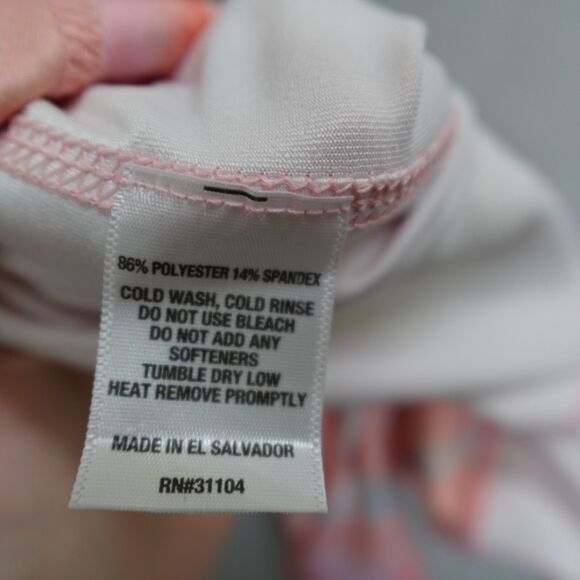 86% POLYESTER 14% SPANDEX
COLD WASH, COLD RINSE
DO NOT USE BLEACH
DO NOT ADD ANY
SOFTENERS
TUMBLE DRY LOW
HEAT REMOVE PROMPTLY
MADE IN EL SALVADOR
RN#31104